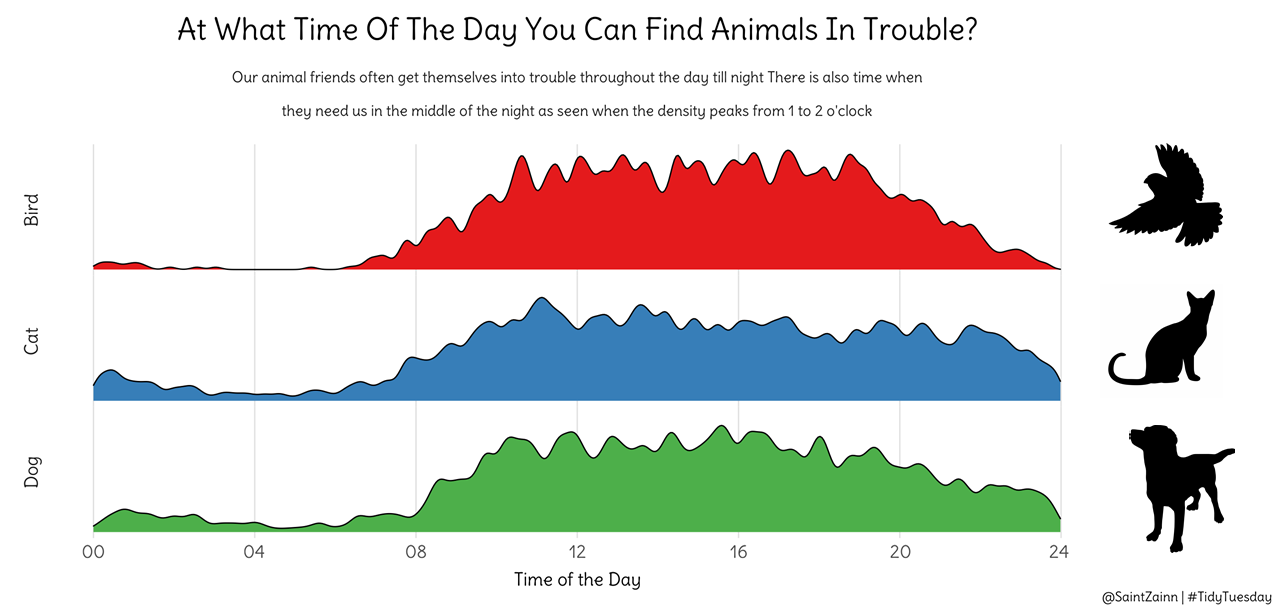 At What Time Of The Day You Can Find Animals In Trouble?
Our animal friends often get themselves into trouble throughout the day till night There is also time when
they need us in the middle of the night as seen when the density peaks from 1 to 2 o'clock
Bird
Cat
Dog
00 04 08 12 16 20 24
Time of the Day
@SaintZainn | #TidyTuesday